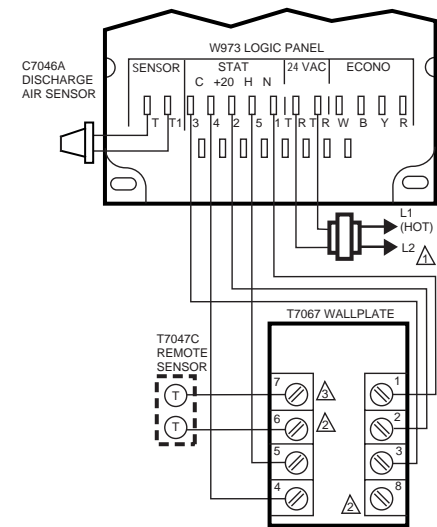 W973 LOGIC PANEL
C7046A
DISCHARGE
AIR SENSOR
SENSOR STAT 24 VAC ECONO
C +20 H N
T T1 3 4 2 5 1 T R T R W B Y R
L1
(HOT)
L2 1
T7067 WALLPLATE
T7047C
REMOTE
SENSOR
T 7 3 1
T 6 2 2
5 3
4 2 8